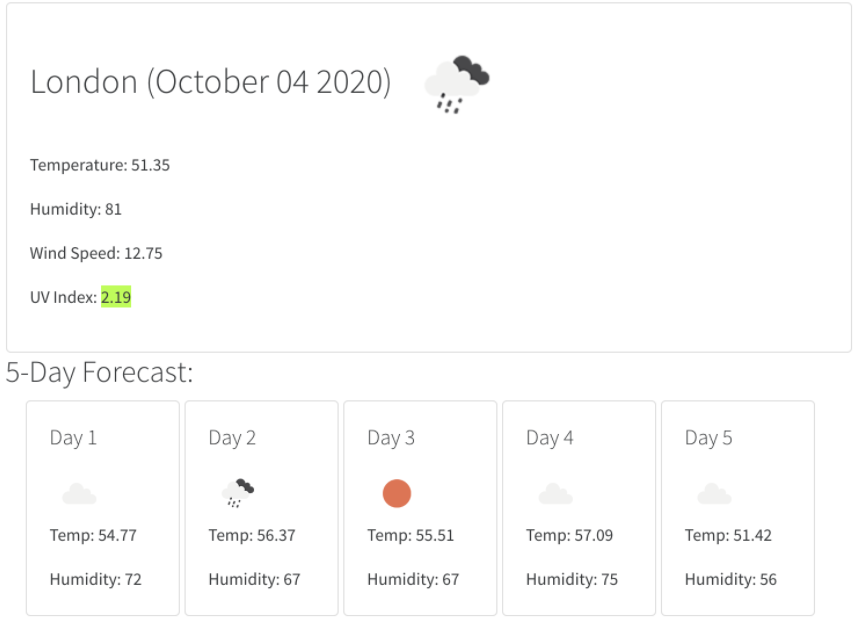 London (October 04 2020)
Temperature: 51.35
Humidity: 81
Wind Speed: 12.75
UV Index: 2.19
5-Day Forecast:
Day 1
Temp: 54.77
Humidity: 72
Day 2
Temp: 56.37
Humidity: 67
Day 3
Temp: 55.51
Humidity: 67
Day 4
Temp: 57.09
Humidity: 75
Day 5
Temp: 51.42
Humidity: 56